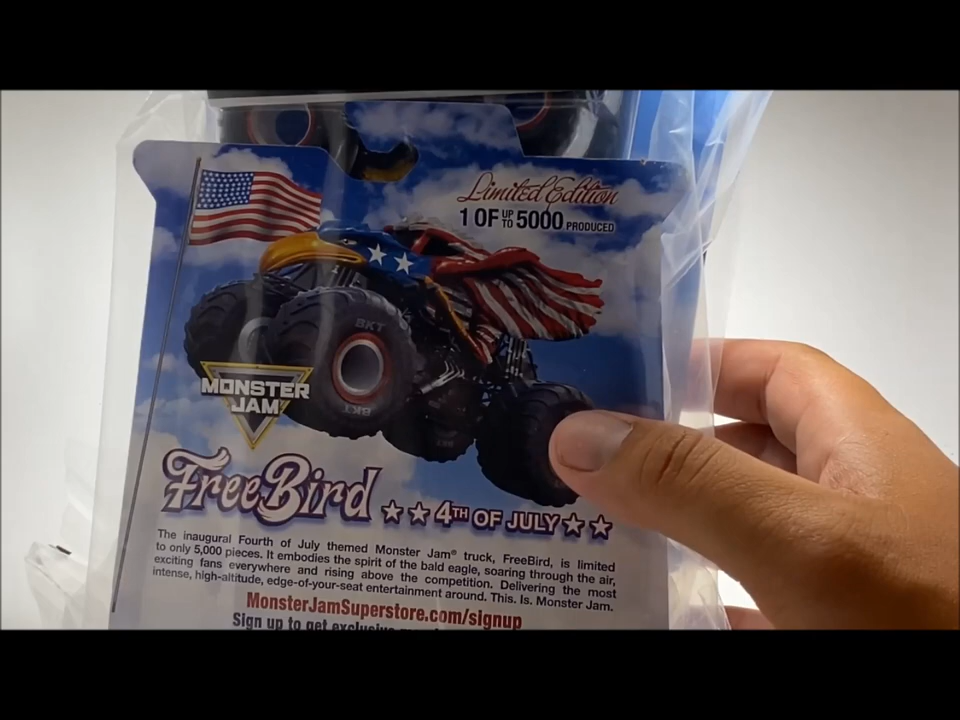 Limited Edition
1 OF UP TO 5000 PRODUCED
BKT
BKT
MONSTER
JAM
FreeBird
4TH OF JULY
The inaugural Fourth of July themed Monster Jam® truck, FreeBird, is limited
to only 5,000 pieces. It embodies the spirit of the bald eagle, soaring through the air,
exciting fans everywhere and rising above the competition. Delivering the most
intense, high-altitude, edge-of-your-seat entertainment around. This. Is. Monster Jam.
MonsterJamSuperstore.com/signup
Sign up to get exclusive